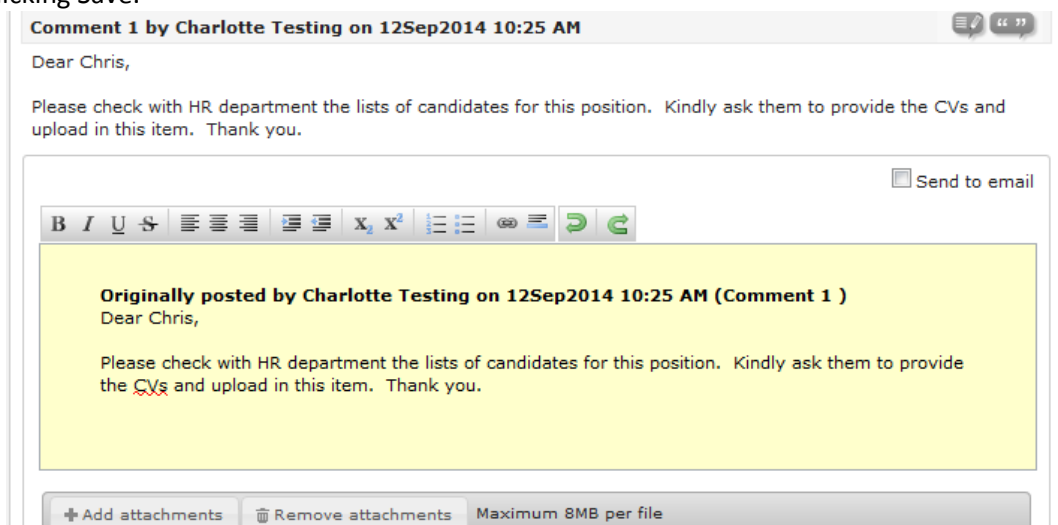 Comment 1 by Charlotte Testing on 12Sep2014 10:25 AM
Dear Chris,
Please check with HR department the lists of candidates for this position.  Kindly ask them to provide the CVs and
upload in this item.  Thank you.
Send to email
B I U S X₂ X²
Originally posted by Charlotte Testing on 12Sep2014 10:25 AM (Comment 1 )
Dear Chris,
Please check with HR department the lists of candidates for this position.  Kindly ask them to provide
the CVs and upload in this item.  Thank you.
Add attachments Remove attachments Maximum 8MB per file